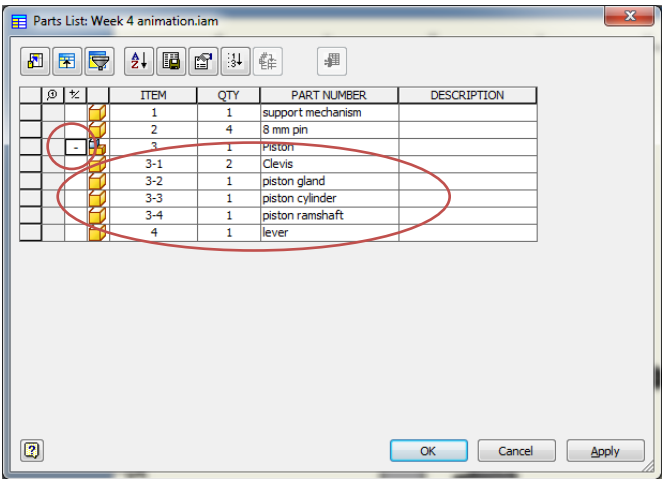 Parts List: Week 4 animation.iam
ITEM QTY PART NUMBER DESCRIPTION
1 1 support mechanism
2 4 8 mm pin
- 3 1 Piston
3-1 2 Clevis
3-2 1 piston gland
3-3 1 piston cylinder
3-4 1 piston ramshaft
4 1 lever
OK Cancel Apply